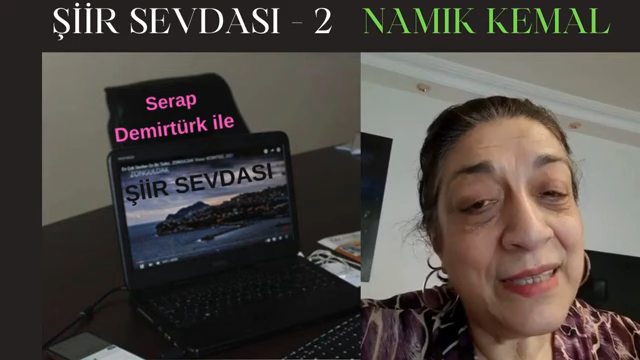 ŞİİR SEVDASI - 2 NAMIK KEMAL
Serap
Demirtürk ile
ZONGULDAK
ŞİİR SEVDASI